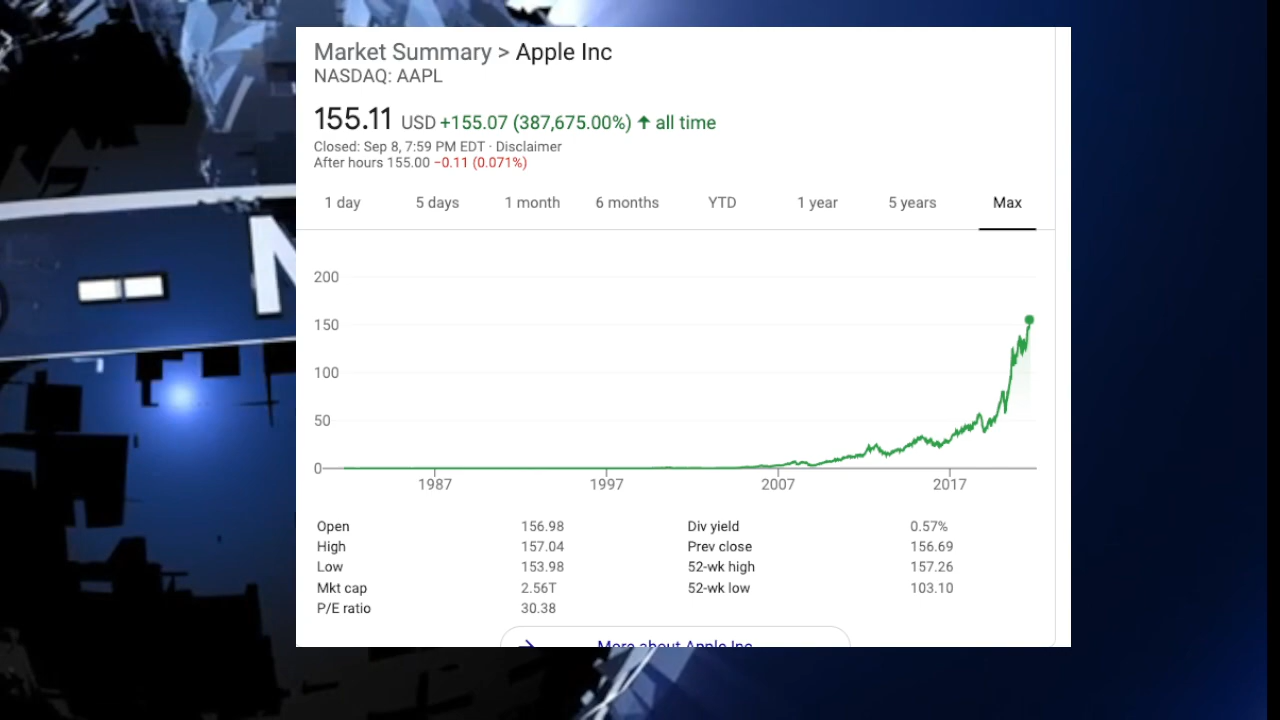 Market Summary > Apple Inc
NASDAQ: AAPL
155.11 USD +155.07 (387,675.00%) ↑ all time
Closed: Sep 8, 7:59 PM EDT · Disclaimer
After hours 155.00 −0.11 (0.071%)
1 day 5 days 1 month 6 months YTD 1 year 5 years Max
N
200
150
100
50
0
1987 1997 2007 2017
Open 156.98 Div yield 0.57%
High 157.04 Prev close 156.69
Low 153.98 52-wk high 157.26
Mkt cap 2.56T 52-wk low 103.10
P/E ratio 30.38
→ More about Apple Inc